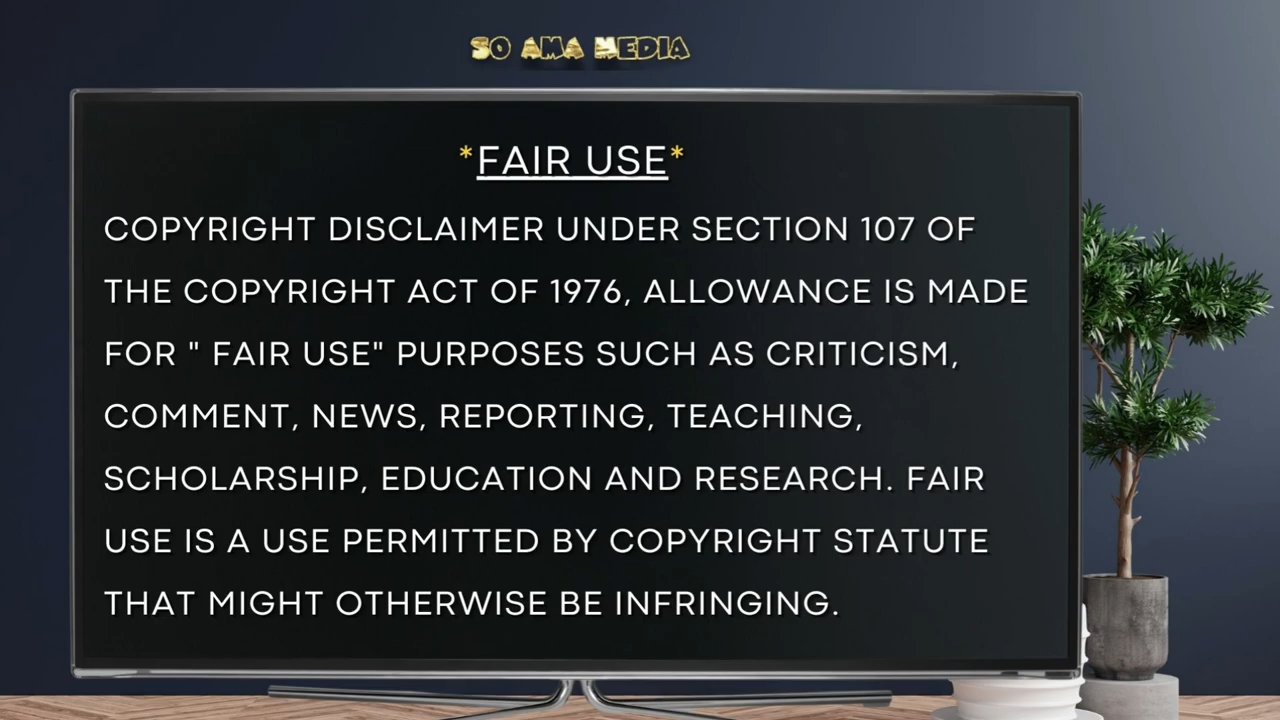 SO AMA MEDIA
*FAIR USE*
COPYRIGHT DISCLAIMER UNDER SECTION 107 OF
THE COPYRIGHT ACT OF 1976, ALLOWANCE IS MADE
FOR " FAIR USE" PURPOSES SUCH AS CRITICISM,
COMMENT, NEWS, REPORTING, TEACHING,
SCHOLARSHIP, EDUCATION AND RESEARCH. FAIR
USE IS A USE PERMITTED BY COPYRIGHT STATUTE
THAT MIGHT OTHERWISE BE INFRINGING.